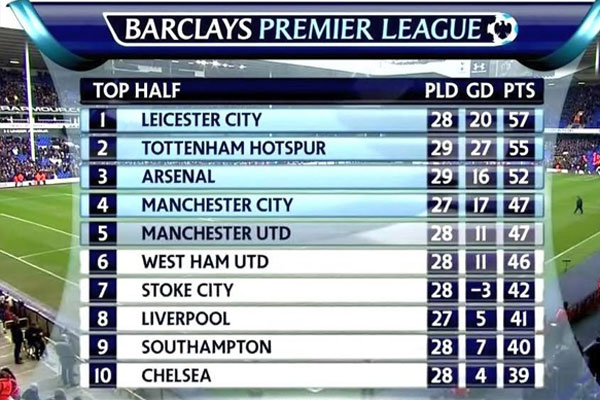 BARCLAYS PREMIER LEAGUE
TOP HALF PLD GD PTS
1 LEICESTER CITY 28 20 57
2 TOTTENHAM HOTSPUR 29 27 55
3 ARSENAL 29 16 52
4 MANCHESTER CITY 27 17 47
5 MANCHESTER UTD 28 11 47
6 WEST HAM UTD 28 11 46
7 STOKE CITY 28 -3 42
8 LIVERPOOL 27 5 41
9 SOUTHAMPTON 28 7 40
10 CHELSEA 28 4 39